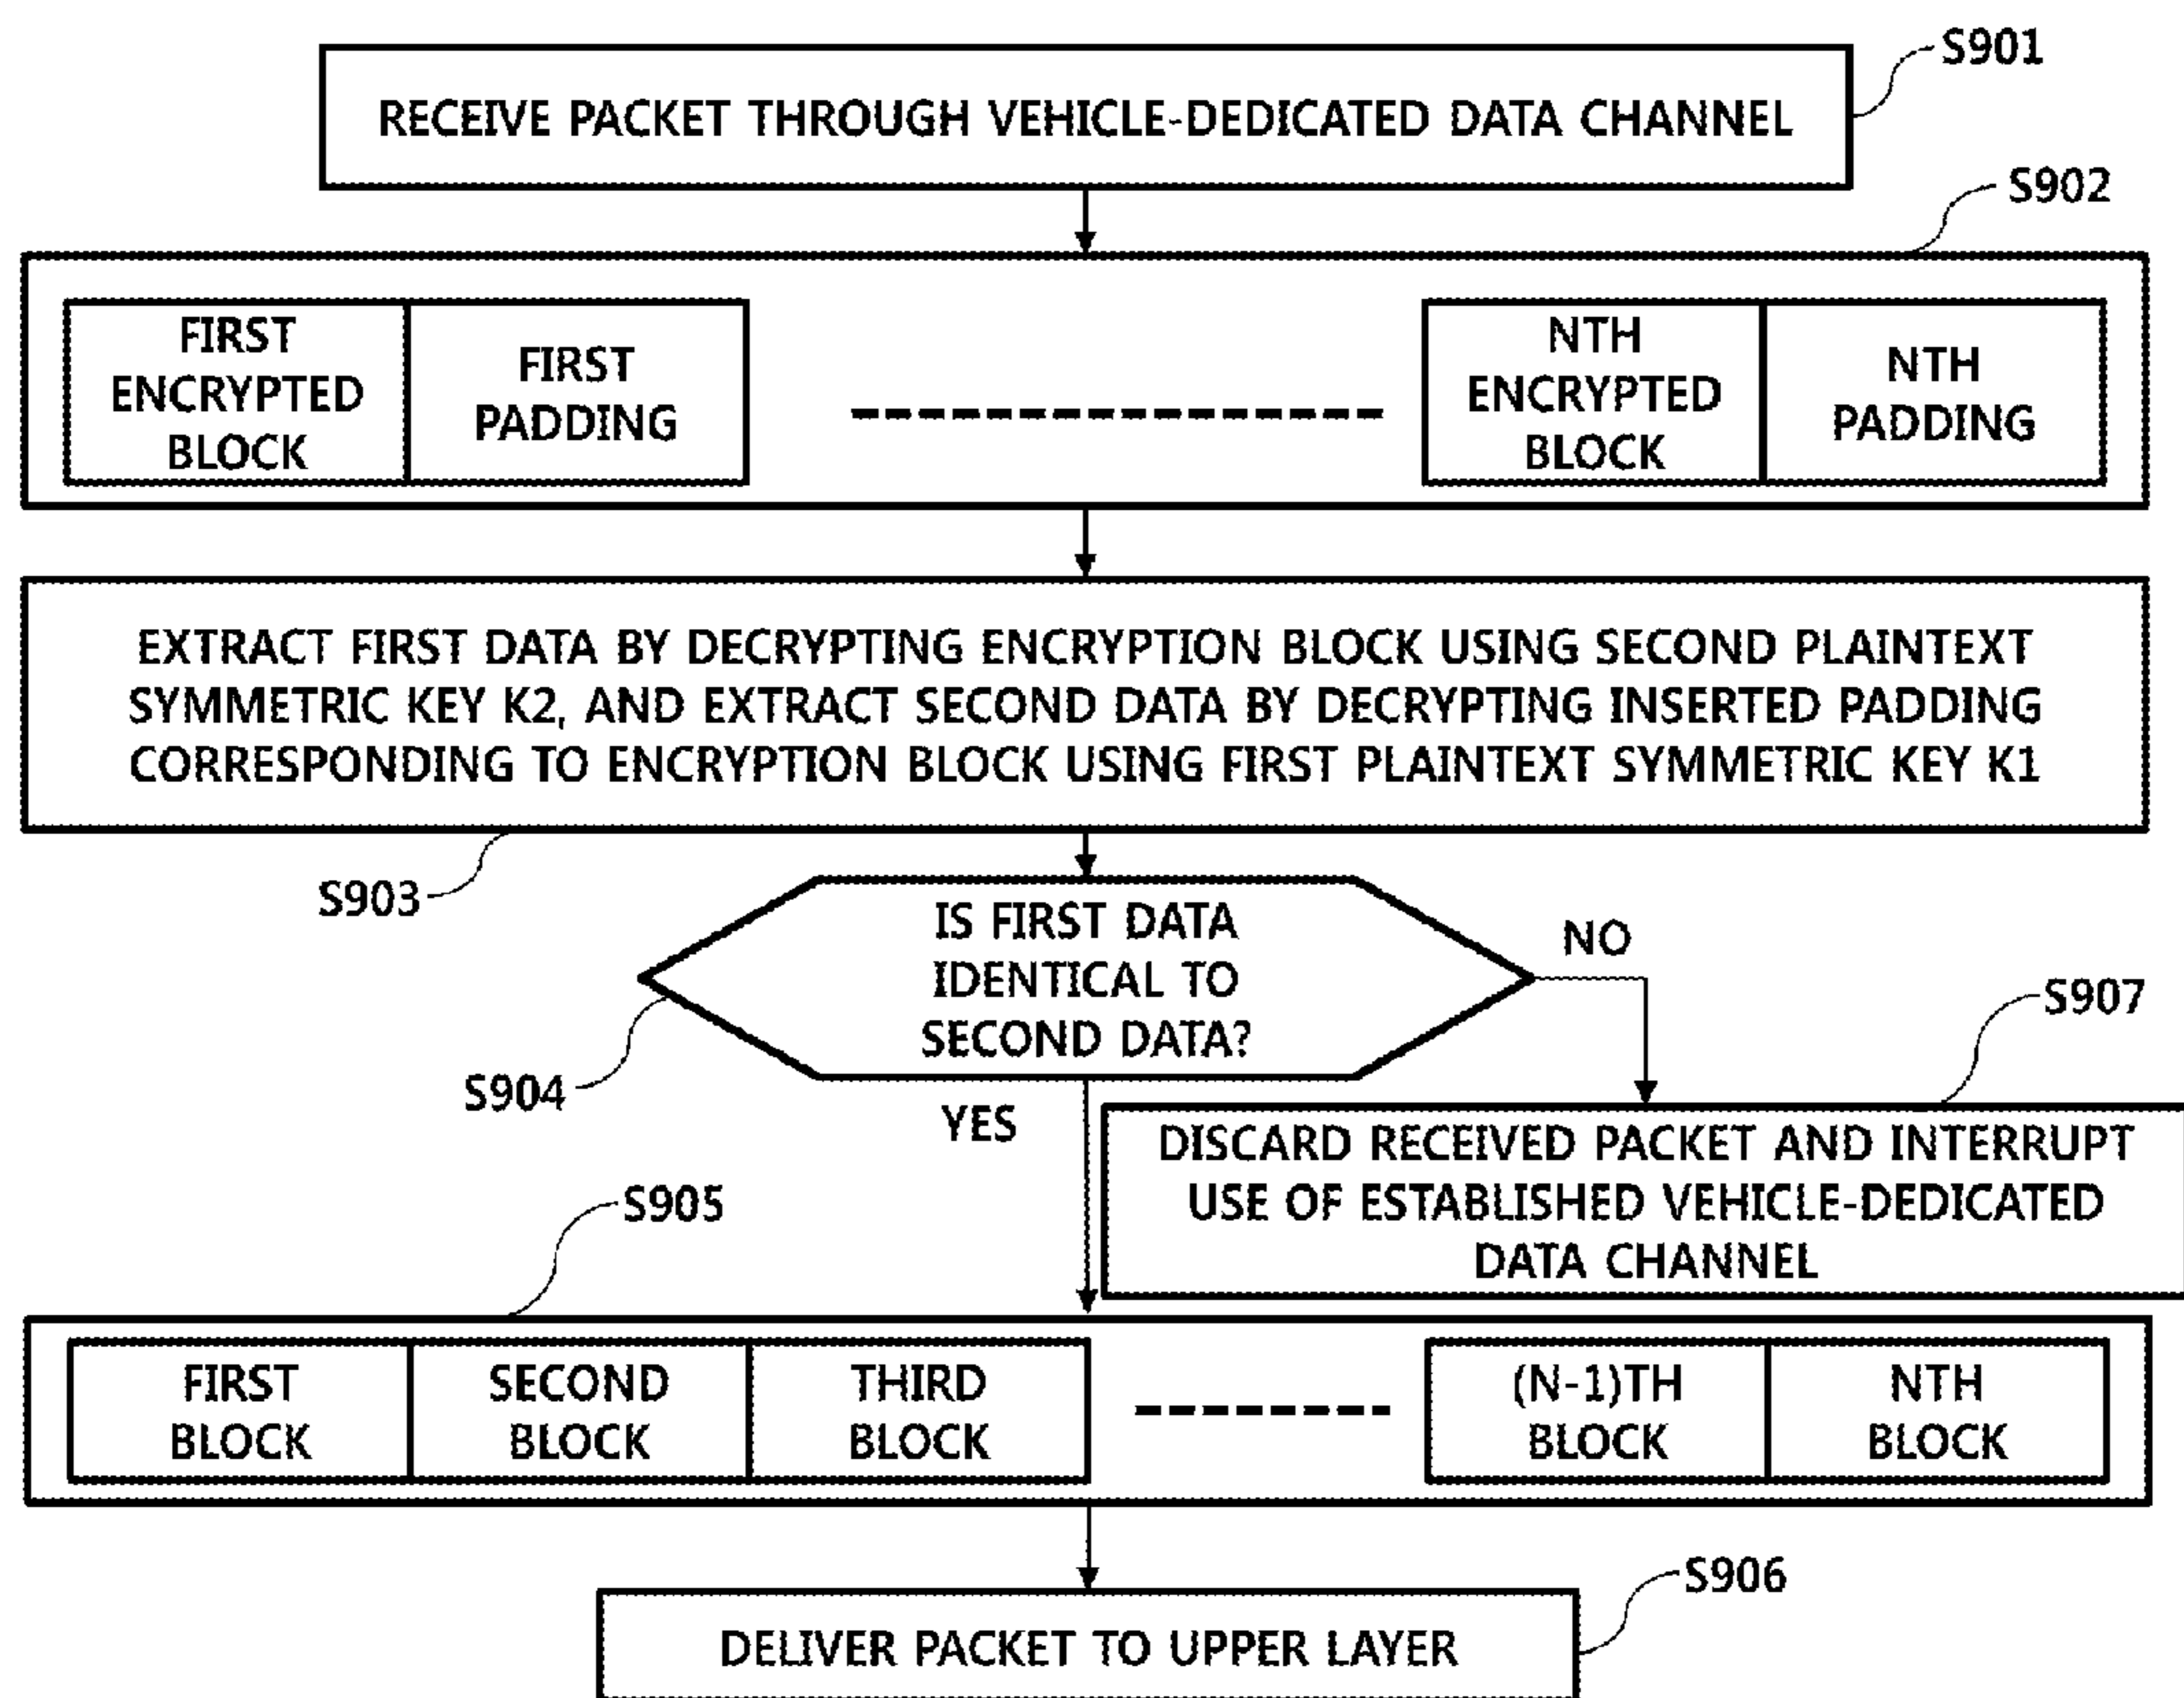 S901
RECEIVE PACKET THROUGH VEHICLE-DEDICATED DATA CHANNEL
S902
FIRST
ENCRYPTED
BLOCK
FIRST
PADDING
NTH
ENCRYPTED
BLOCK
NTH
PADDING
EXTRACT FIRST DATA BY DECRYPTING ENCRYPTION BLOCK USING SECOND PLAINTEXT
SYMMETRIC KEY K2, AND EXTRACT SECOND DATA BY DECRYPTING INSERTED PADDING
CORRESPONDING TO ENCRYPTION BLOCK USING FIRST PLAINTEXT SYMMETRIC KEY K1
S903
IS FIRST DATA
IDENTICAL TO
SECOND DATA?
NO
S904
YES
S907
DISCARD RECEIVED PACKET AND INTERRUPT
USE OF ESTABLISHED VEHICLE-DEDICATED
DATA CHANNEL
S905
FIRST
BLOCK
SECOND
BLOCK
THIRD
BLOCK
(N-1)TH
BLOCK
NTH
BLOCK
S906
DELIVER PACKET TO UPPER LAYER